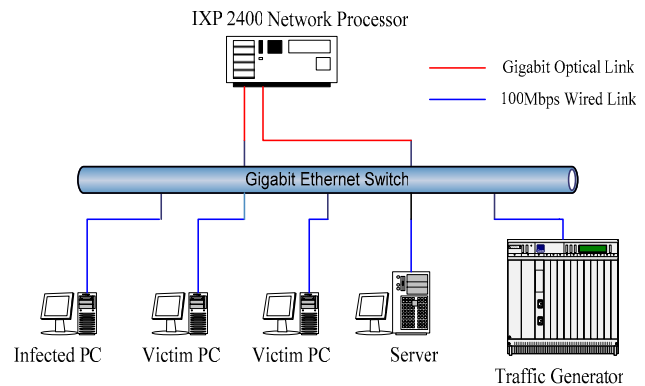 IXP 2400 Network Processor
Gigabit Optical Link
100Mbps Wired Link
Gigabit Ethernet Switch
Infected PC
Victim PC
Victim PC
Server
Traffic Generator